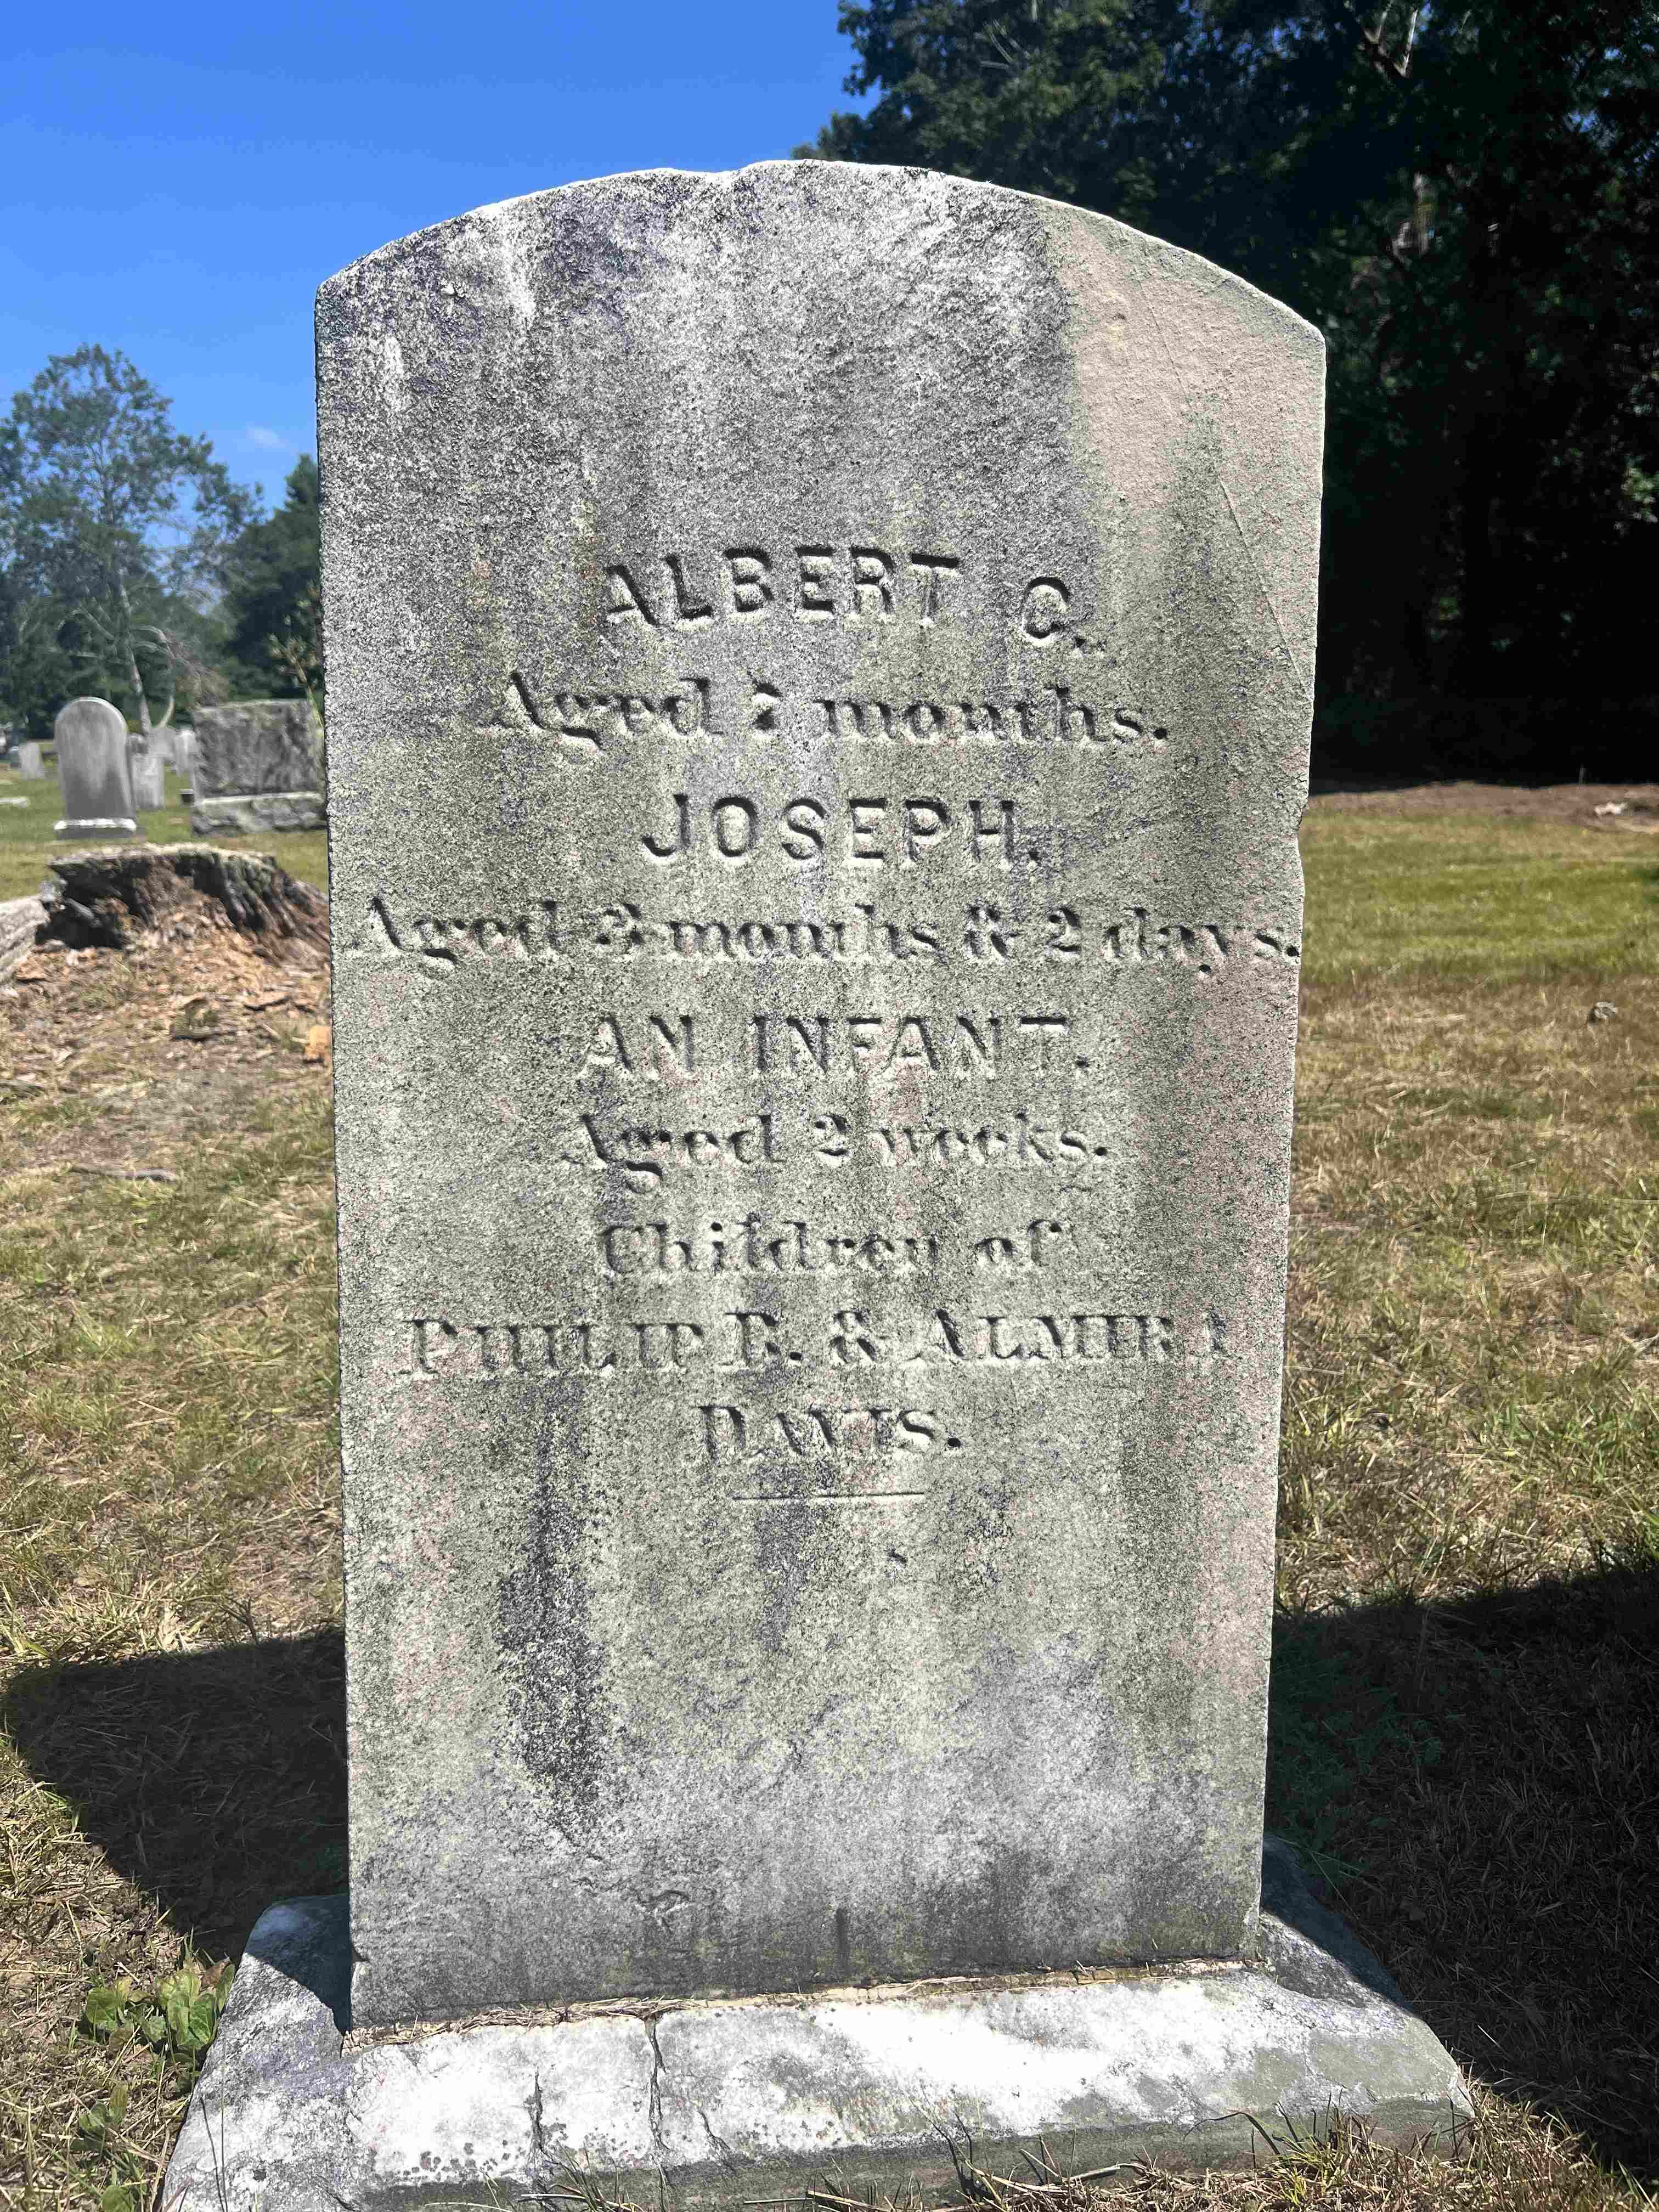 ALBERT C.
Aged 7 months.
JOSEPH.
Aged 3 months & 2 days.
AN INFANT.
Aged 2 weeks.
Children of
PHILIP B. & ALMIRA
DAVIS.